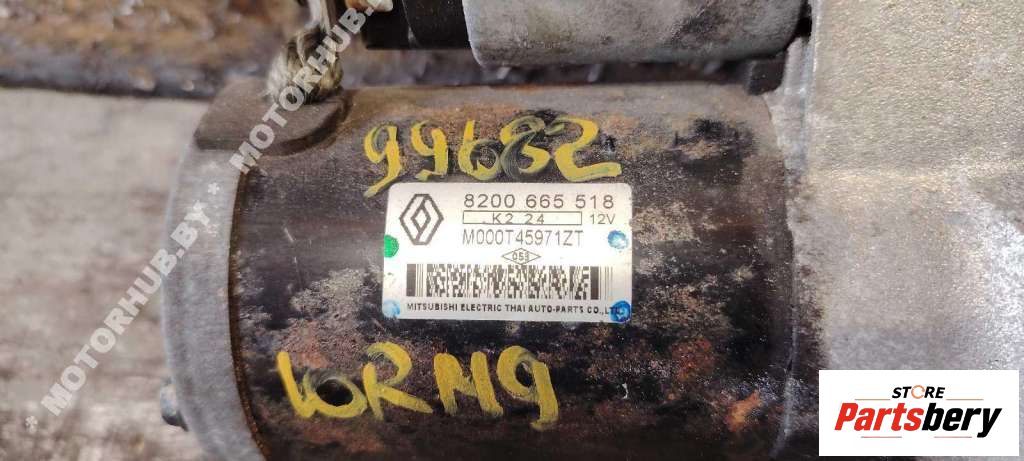 MOTORHUB.BY *
* MOTORHUB.BY *
99682
8200 665 518
K2 24 12V
M000T45971ZT
053
MITSUBISHI ELECTRIC THAI AUTO-PARTS CO.,LTD.
STORE
Partsbery